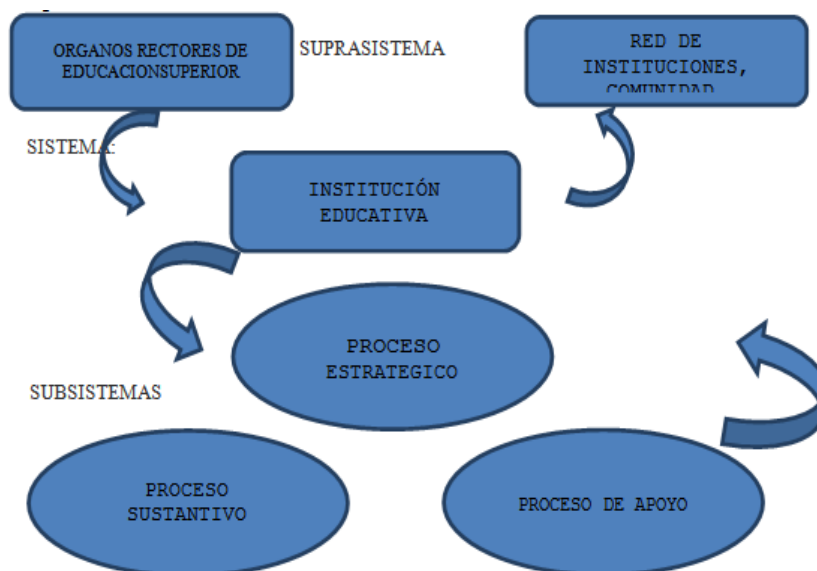 ORGANOS RECTORES DE
EDUCACIONSUPERIOR
SUPRASISTEMA
RED DE
INSTITUCIONES,
COMUNIDAD
SISTEMA:
INSTITUCIÓN
EDUCATIVA
PROCESO
ESTRATEGICO
SUBSISTEMAS
PROCESO
SUSTANTIVO
PROCESO DE APOYO